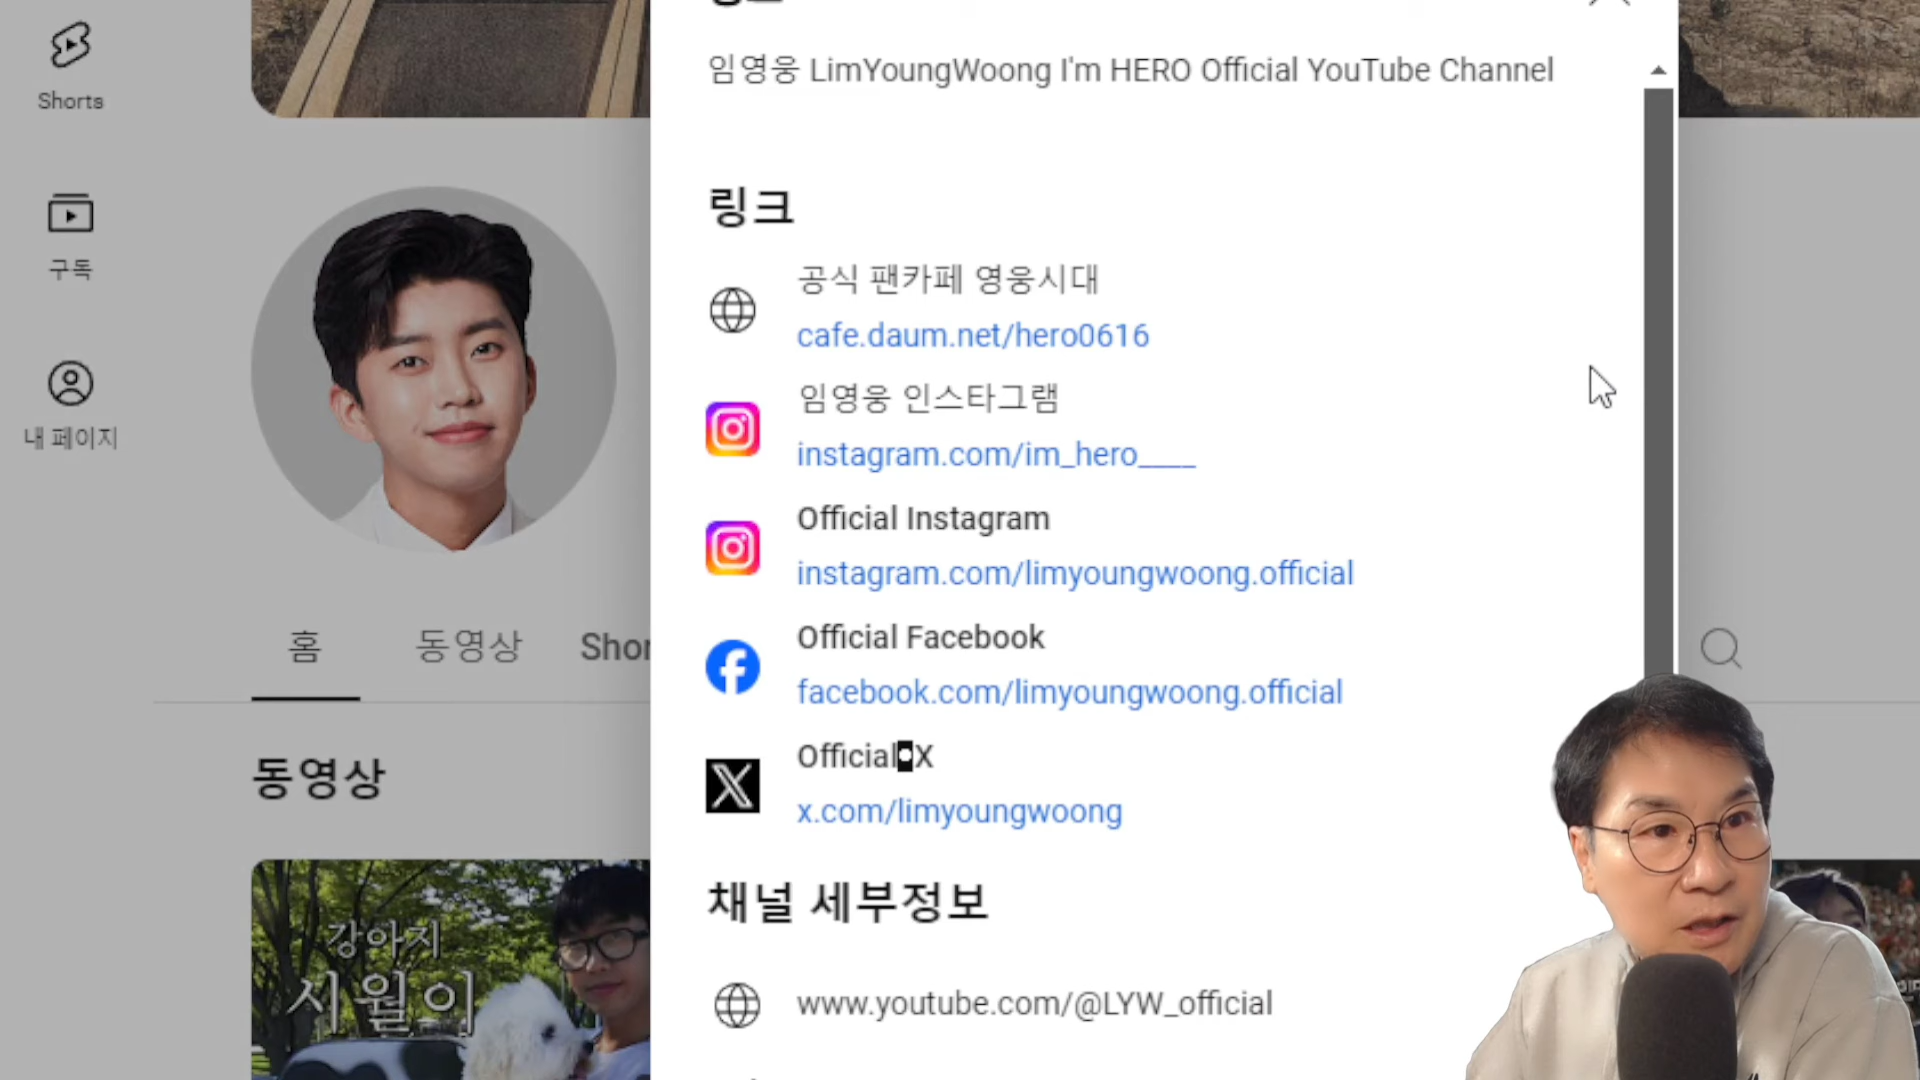 Shorts
구독
내 페이지
임영웅 LimYoungWoong I'm HERO Official YouTube Channel
링크
공식 팬카페 영웅시대
cafe.daum.net/hero0616
임영웅 인스타그램
instagram.com/im_hero____
Official Instagram
instagram.com/limyoungwoong.official
Official Facebook
facebook.com/limyoungwoong.official
Official X
x.com/limyoungwoong
채널 세부정보
www.youtube.com/@LYW_official
홈
동영상
Shor
동영상
강아지
시월이